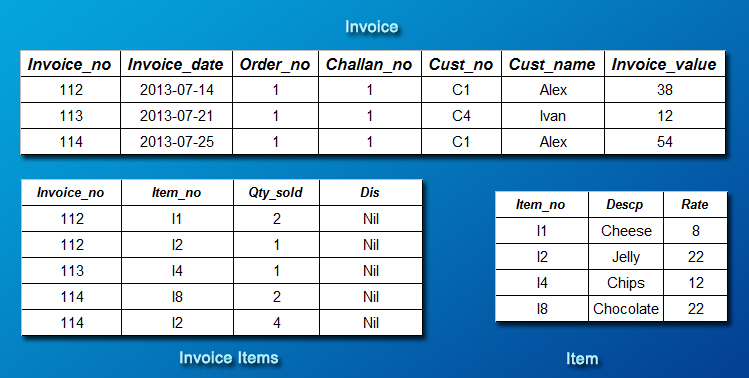 Invoice
Invoice_no Invoice_date Order_no Challan_no Cust_no Cust_name Invoice_value
112 2013-07-14 1 1 C1 Alex 38
113 2013-07-21 1 1 C4 Ivan 12
114 2013-07-25 1 1 C1 Alex 54
Invoice_no Item_no Qty_sold Dis
112 I1 2 Nil
112 I2 1 Nil
113 I4 1 Nil
114 I8 2 Nil
114 I2 4 Nil
Invoice Items
Item_no Descp Rate
I1 Cheese 8
I2 Jelly 22
I4 Chips 12
I8 Chocolate 22
Item